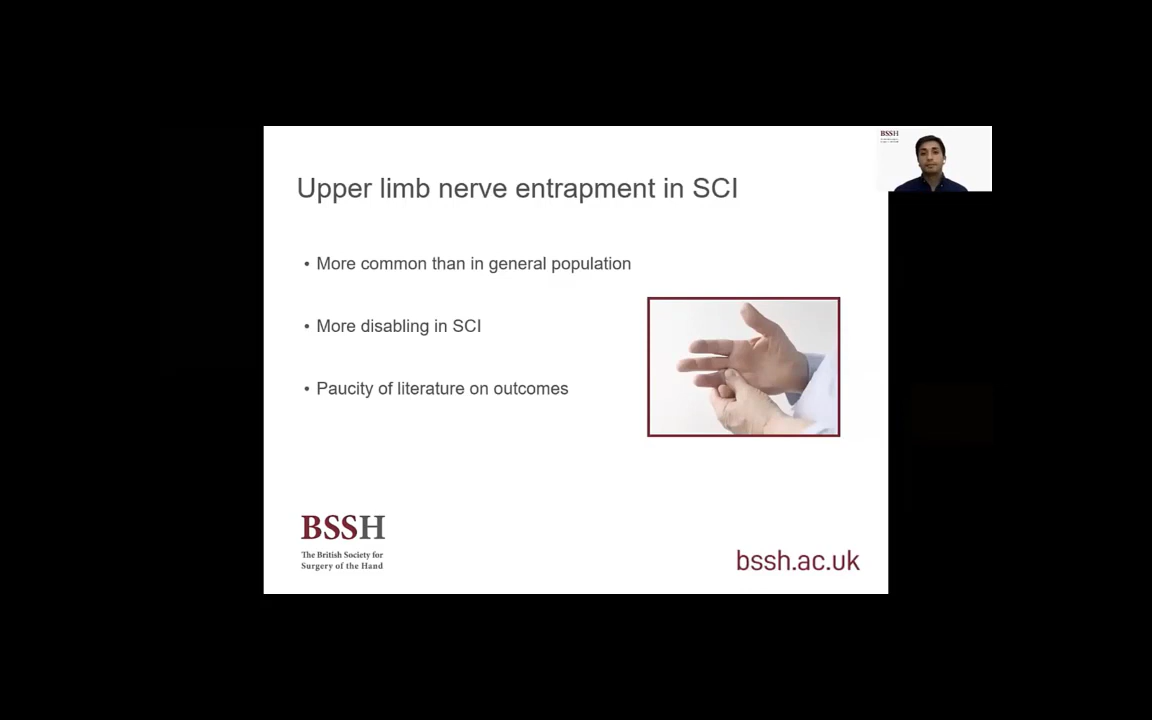 BSSH
Upper limb nerve entrapment in SCI
• More common than in general population
• More disabling in SCI
• Paucity of literature on outcomes
BSSH
The British Society for
Surgery of the Hand
bssh.ac.uk